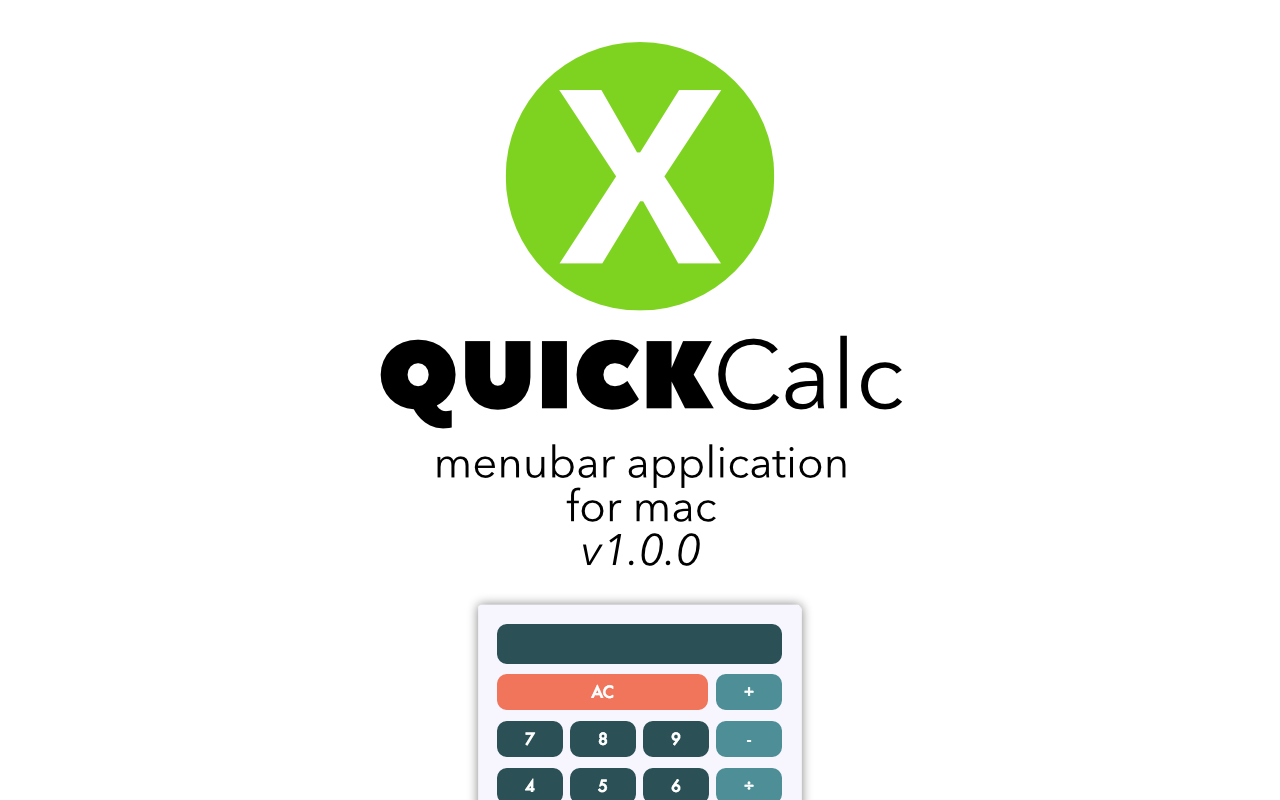 X
QUICKCalc
menubar application
for mac
v1.0.0
AC +
7 8 9 -
4 5 6 +